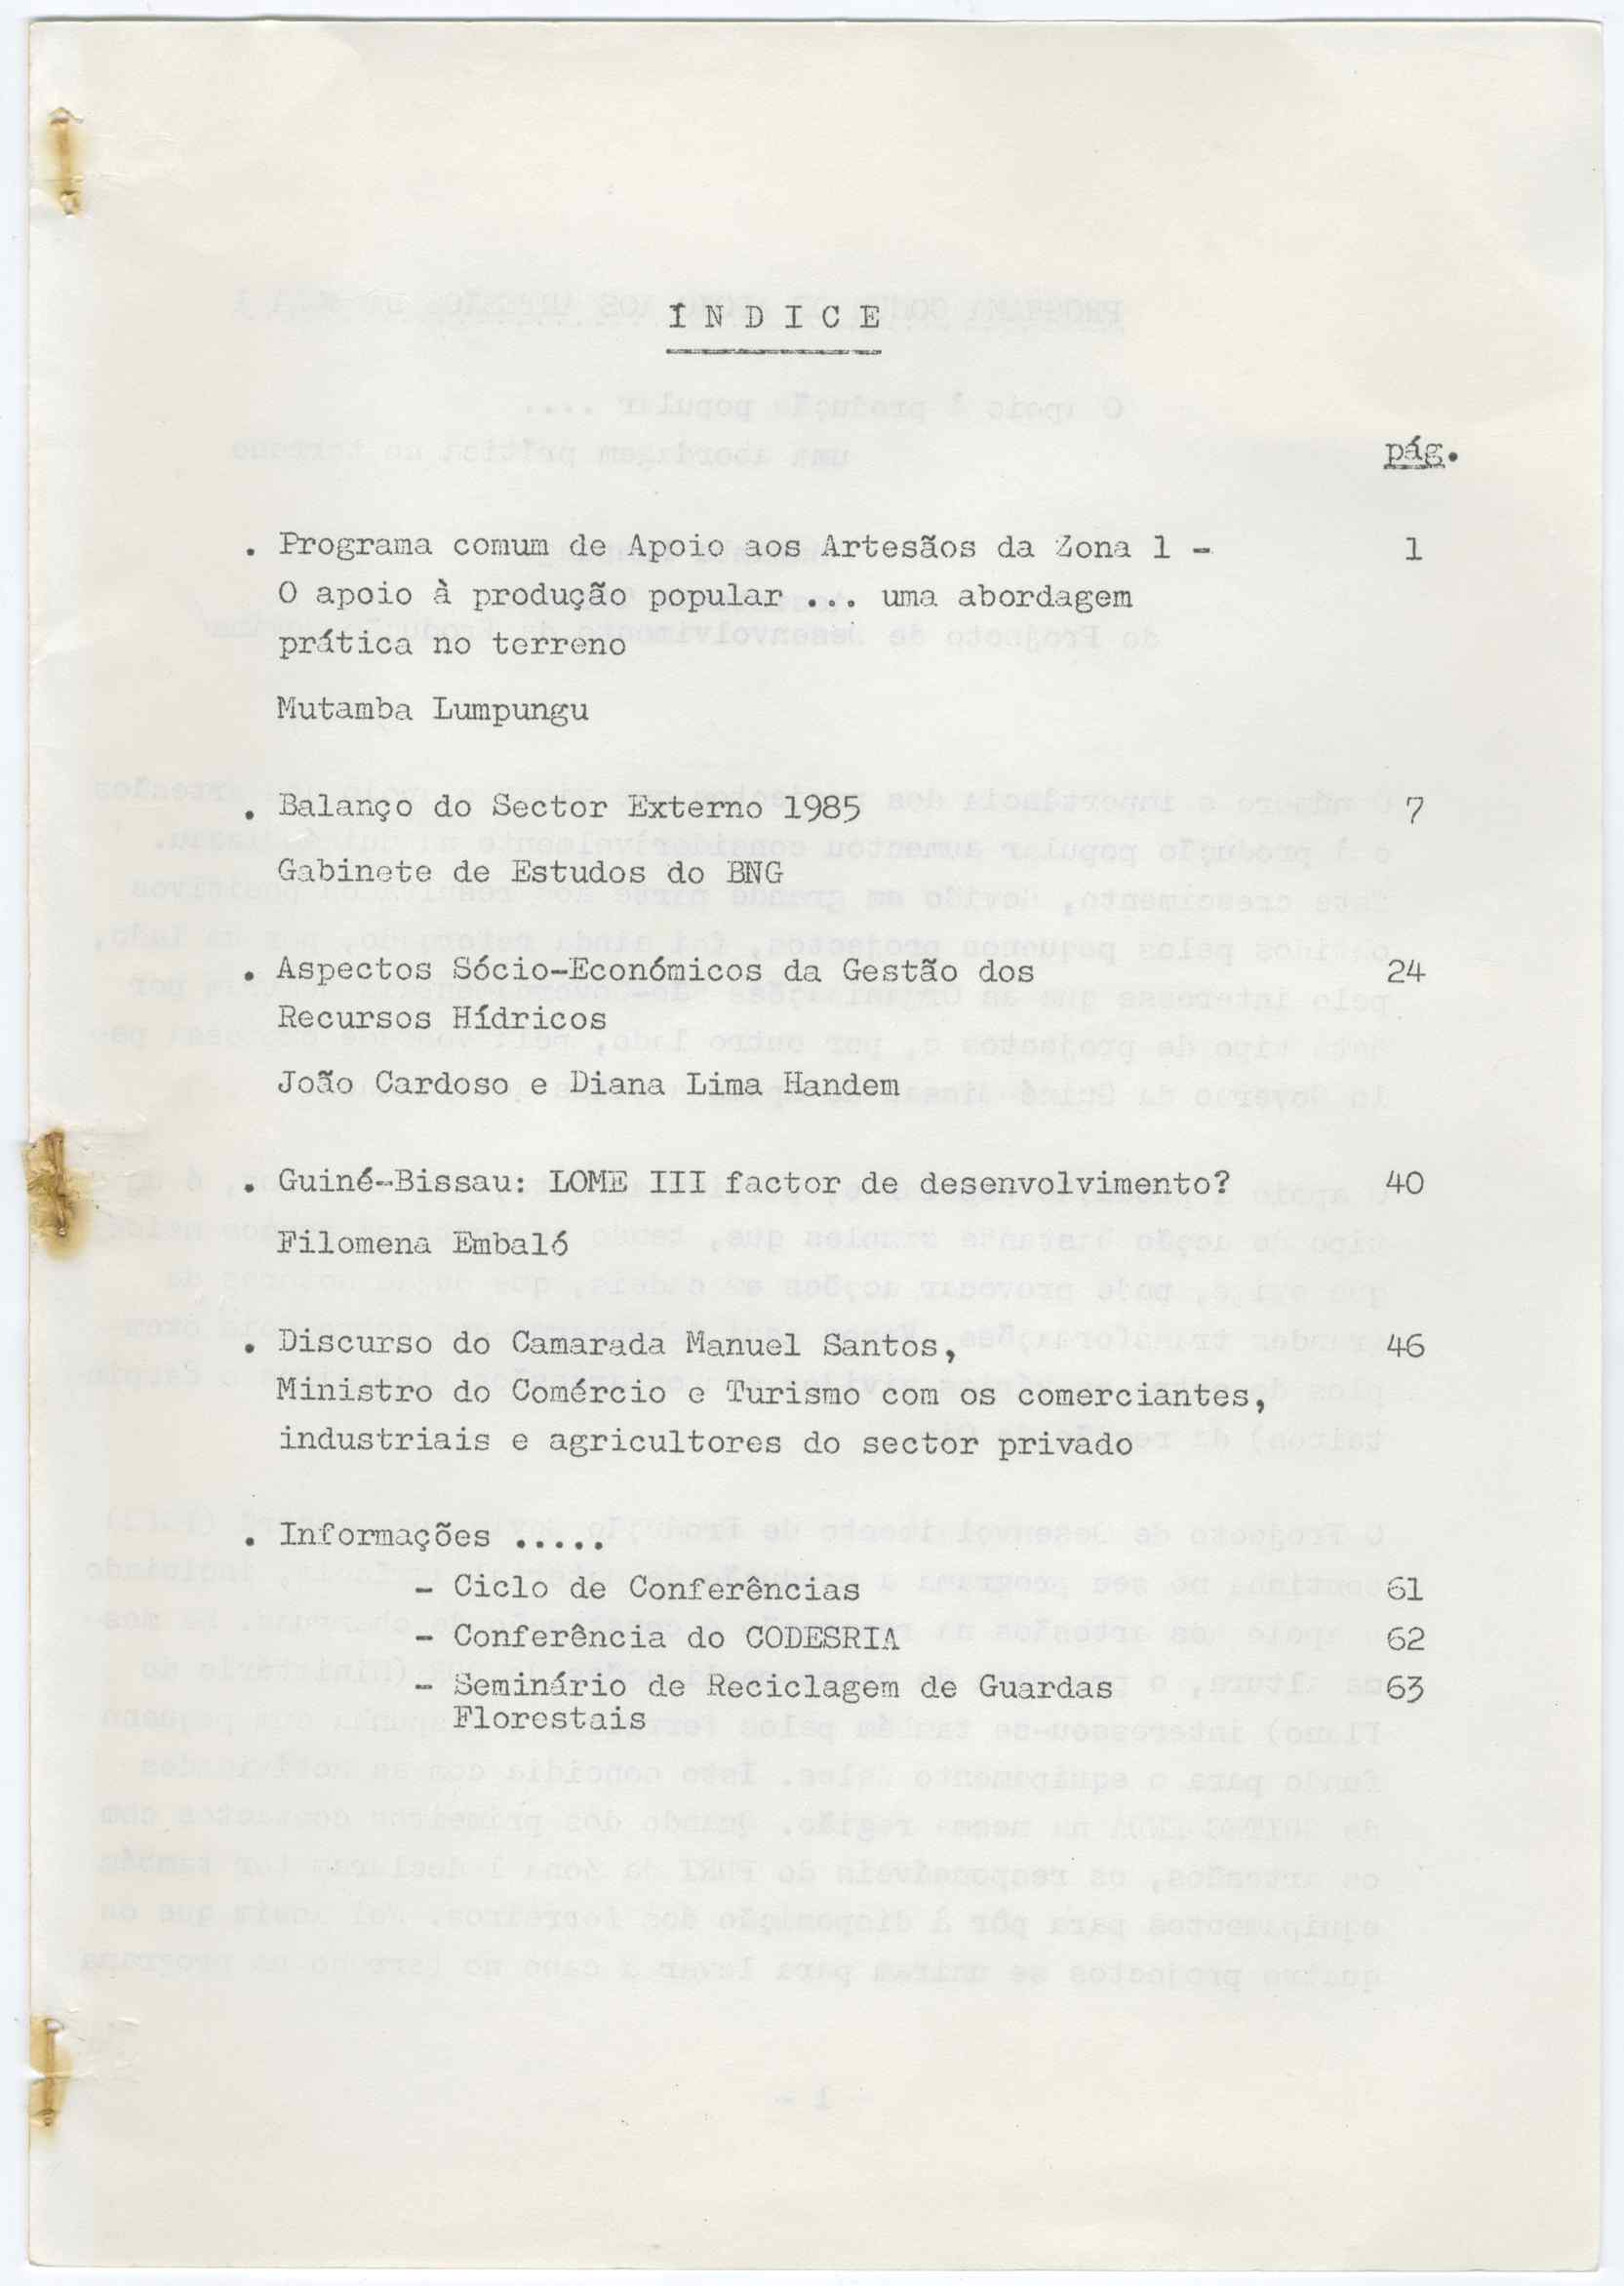 Í N D I C E
pág.
. Programa comum de Apoio aos Artesãos da Zona 1 - 1
O apoio à produção popular ... uma abordagem
prática no terreno
Mutamba Lumpungu
. Balanço do Sector Externo 1985 7
Gabinete de Estudos do BNG
. Aspectos Sócio-Económicos da Gestão dos 24
Recursos Hídricos
João Cardoso e Diana Lima Handem
. Guiné-Bissau: LOME III factor de desenvolvimento? 40
Filomena Embaló
. Discurso do Camarada Manuel Santos, 46
Ministro do Comércio e Turismo com os comerciantes,
industriais e agricultores do sector privado
. Informações .....
- Ciclo de Conferências 61
- Conferência do CODESRIA 62
- Seminário de Reciclagem de Guardas 63
Florestais